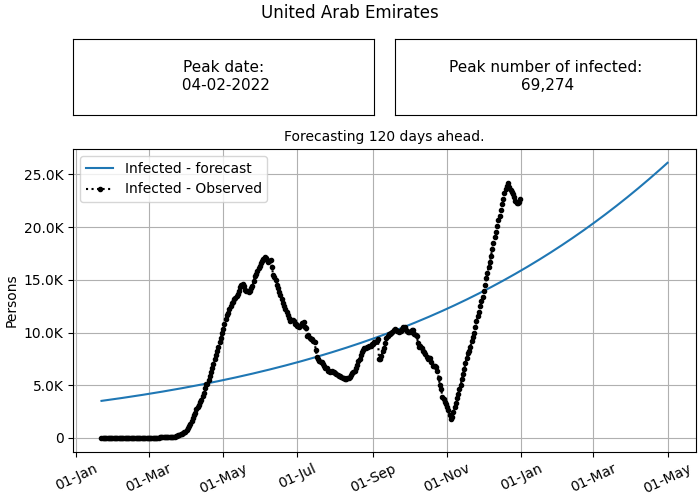 United Arab Emirates
Peak date:
04-02-2022
Peak number of infected:
69,274
Forecasting 120 days ahead.
Infected - forecast
Infected - Observed
25.0K
20.0K
15.0K
10.0K
5.0K
0
Persons
01-Jan
01-Mar
01-May
01-Jul
01-Sep
01-Nov
01-Jan
01-Mar
01-May